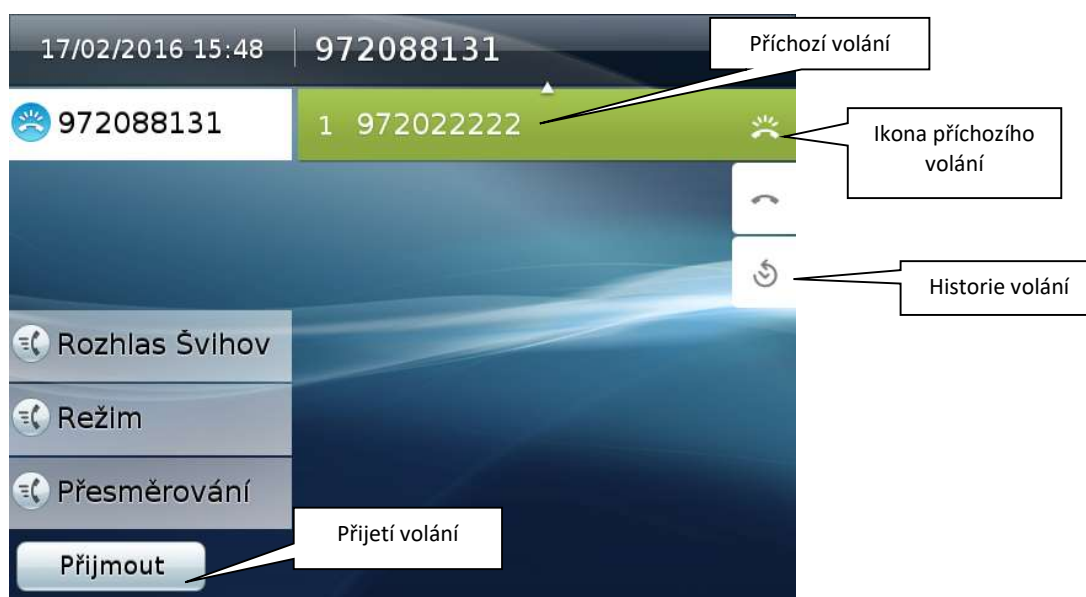 17/02/2016 15:48
972088131
Příchozí volání
972088131
1 972022222
Ikona příchozího
volání
Historie volání
Rozhlas Švihov
Režim
Přesměrování
Přijetí volání
Přijmout